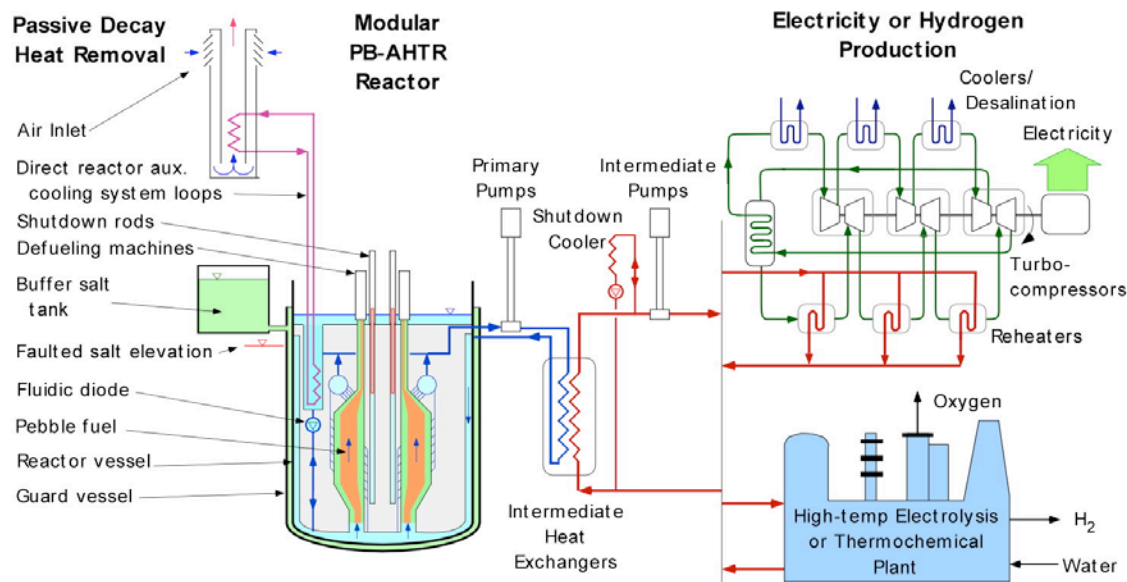 Passive Decay
Heat Removal
Modular
PB-AHTR
Reactor
Electricity or Hydrogen
Production
Air Inlet
Direct reactor aux.
cooling system loops
Shutdown rods
Defueling machines
Buffer salt
tank
Faulted salt elevation
Fluidic diode
Pebble fuel
Reactor vessel
Guard vessel
Primary
Pumps
Intermediate
Pumps
Shutdown
Cooler
Intermediate
Heat
Exchangers
Coolers/
Desalination
Electricity
Turbo-
compressors
Reheaters
Oxygen
High-temp Electrolysis
or Thermochemical
Plant
H2
Water